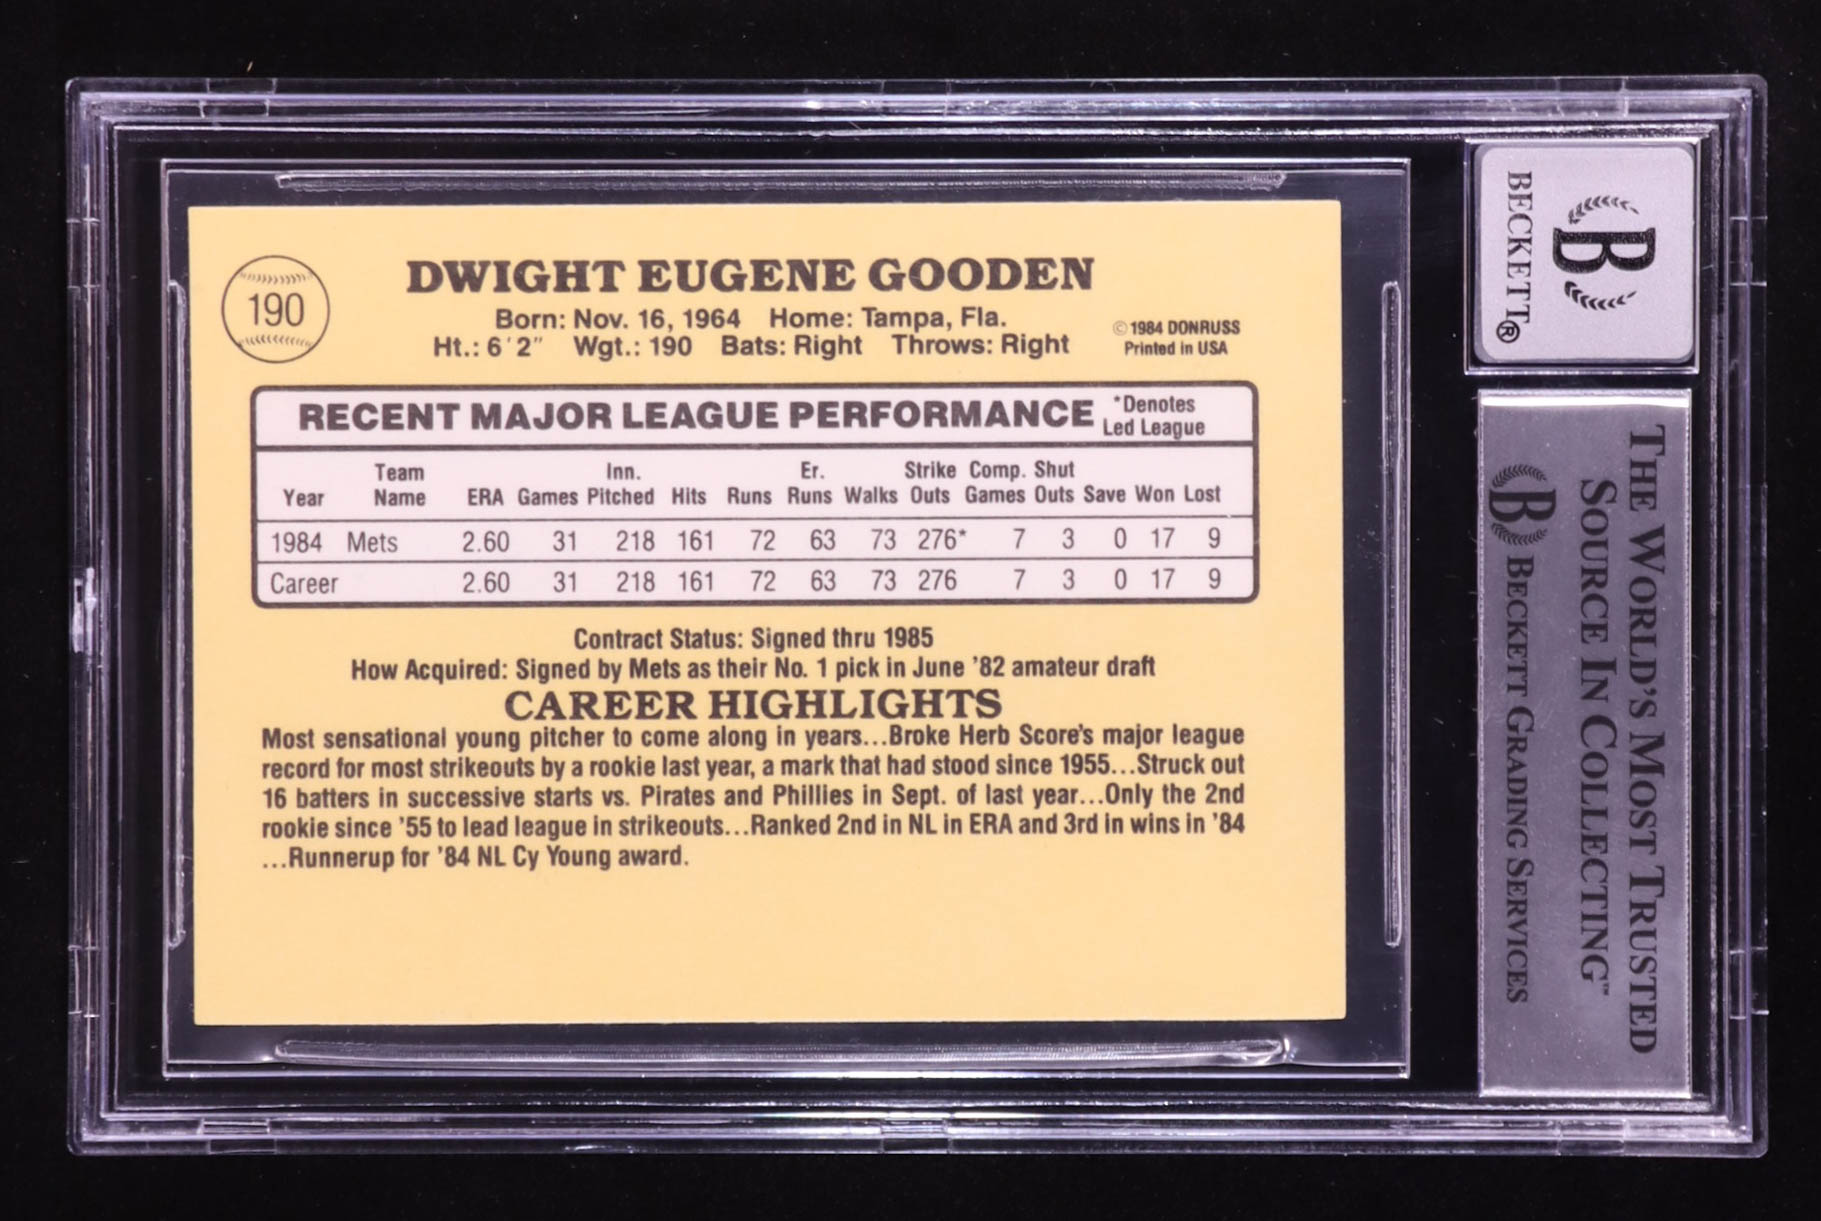 190
DWIGHT EUGENE GOODEN
Born: Nov. 16, 1964 Home: Tampa, Fla.
Ht.: 6'2" Wgt.: 190 Bats: Right Throws: Right
© 1984 DONRUSS
Printed in USA
RECENT MAJOR LEAGUE PERFORMANCE
*Denotes
Led League
Team Inn. Er. Strike Comp. Shut
Year Name ERA Games Pitched Hits Runs Runs Walks Outs Games Outs Save Won Lost
1984 Mets 2.60 31 218 161 72 63 73 276* 7 3 0 17 9
Career 2.60 31 218 161 72 63 73 276 7 3 0 17 9
Contract Status: Signed thru 1985
How Acquired: Signed by Mets as their No. 1 pick in June '82 amateur draft
CAREER HIGHLIGHTS
Most sensational young pitcher to come along in years...Broke Herb Score's major league
record for most strikeouts by a rookie last year, a mark that had stood since 1955...Struck out
16 batters in successive starts vs. Pirates and Phillies in Sept. of last year...Only the 2nd
rookie since '55 to lead league in strikeouts...Ranked 2nd in NL in ERA and 3rd in wins in '84
...Runnerup for '84 NL Cy Young award.
B
BECKETT®
THE WORLD'S MOST TRUSTED
SOURCE IN COLLECTING™
B BECKETT GRADING SERVICES